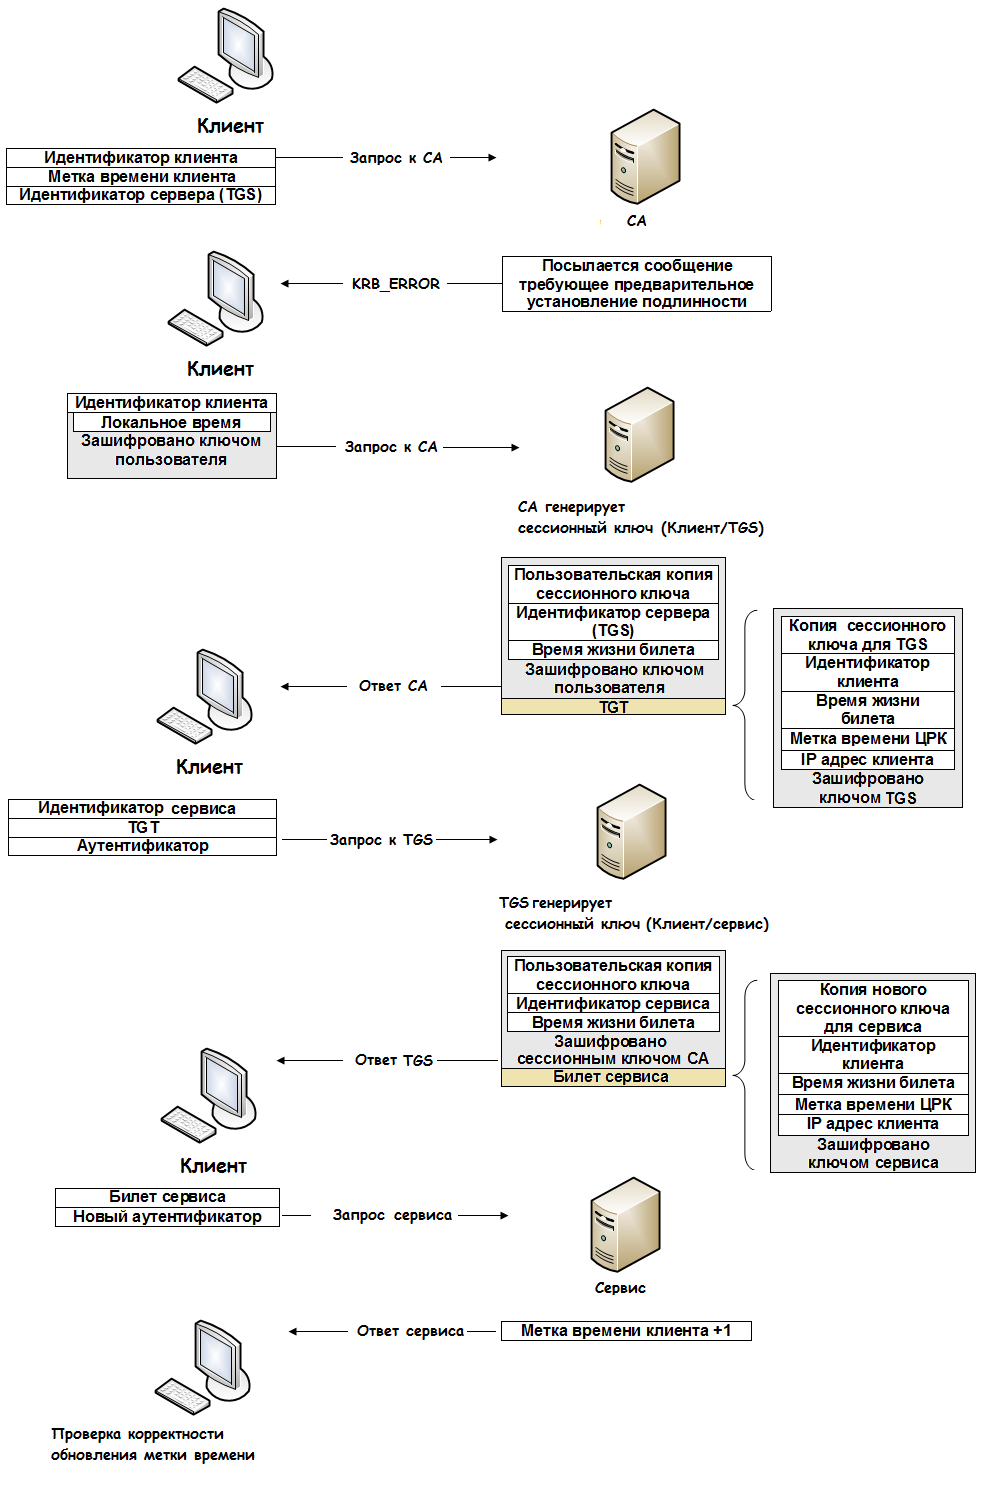 Клиент
Идентификатор клиента
Метка времени клиента
Идентификатор сервера (TGS)
Запрос к СА
СА
KRB_ERROR
Посылается сообщение
требующее предварительное
установление подлинности
Клиент
Идентификатор клиента
Локальное время
Зашифровано ключом
пользователя
Запрос к СА
СА генерирует
сессионный ключ (Клиент/TGS)
Пользовательская копия
сессионного ключа
Идентификатор сервера
(TGS)
Время жизни билета
Зашифровано ключом
пользователя
TGT
Копия сессионного
ключа для TGS
Идентификатор
клиента
Время жизни
билета
Метка времени ЦРК
IP адрес клиента
Зашифровано
ключом TGS
Ответ СА
Клиент
Идентификатор сервиса
TGT
Аутентификатор
Запрос к TGS
TGS генерирует
сессионный ключ (Клиент/сервис)
Пользовательская копия
сессионного ключа
Идентификатор сервиса
Время жизни билета
Зашифровано
сессионным ключом СА
Билет сервиса
Копия нового
сессионного ключа
для сервиса
Идентификатор
клиента
Время жизни билета
Метка времени ЦРК
IP адрес клиента
Зашифровано
ключом сервиса
Ответ TGS
Клиент
Билет сервиса
Новый аутентификатор
Запрос сервиса
Сервис
Ответ сервиса
Метка времени клиента +1
Проверка корректности
обновления метки времени